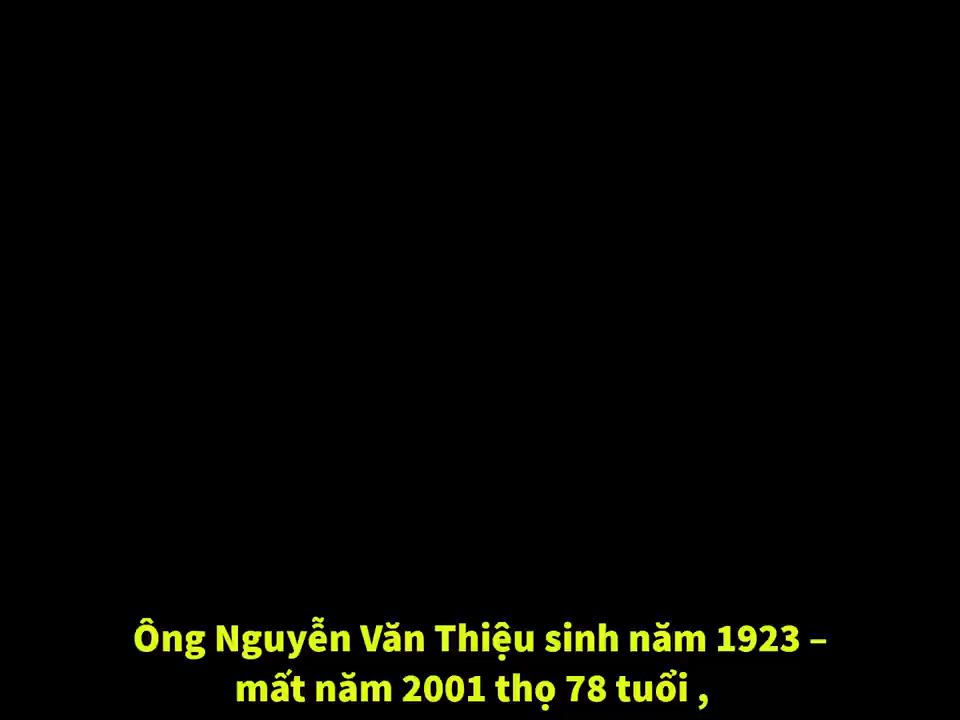 Ông Nguyễn Văn Thiệu sinh năm 1923 –
mất năm 2001 thọ 78 tuổi ,